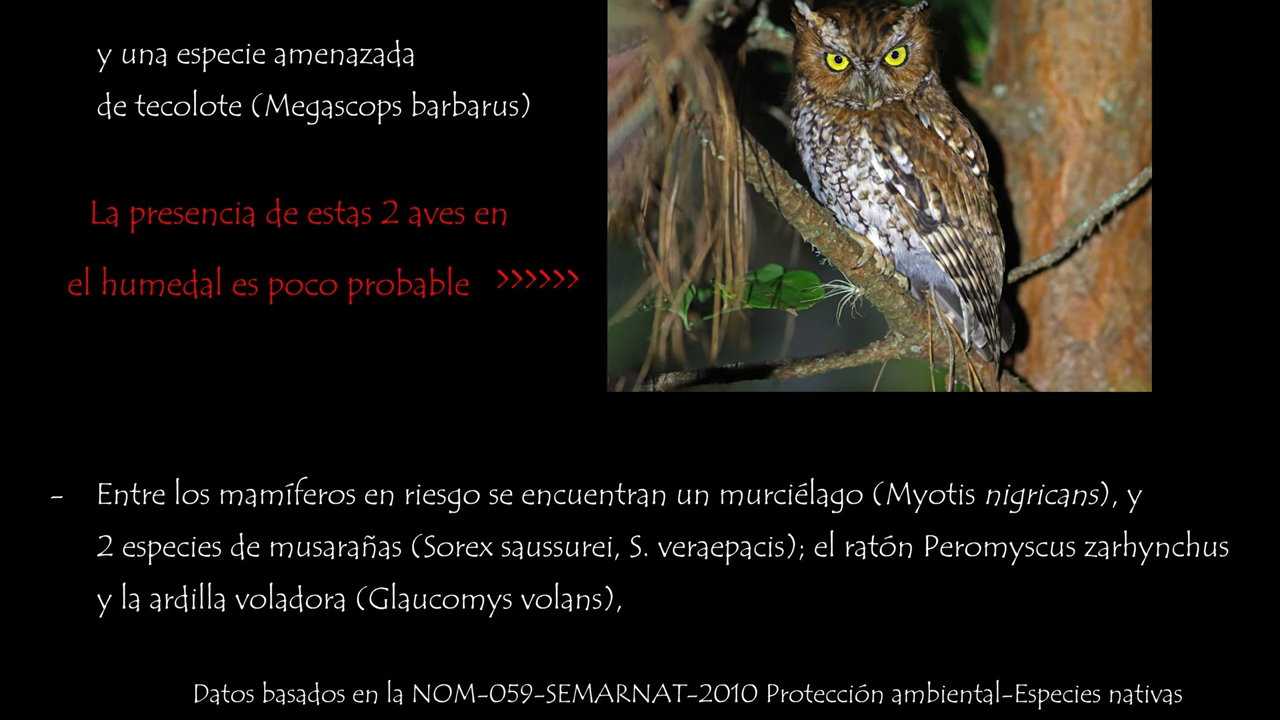 y una especie amenazada
de tecolote (Megascops barbarus)
La presencia de estas 2 aves en
el humedal es poco probable >>>>>>
- Entre los mamíferos en riesgo se encuentran un murciélago (Myotis nigricans), y
2 especies de musarañas (Sorex saussurei, S. veraepacis); el ratón Peromyscus zarhynchus
y la ardilla voladora (Glaucomys volans),
Datos basados en la NOM-059-SEMARNAT-2010 Protección ambiental-Especies nativas